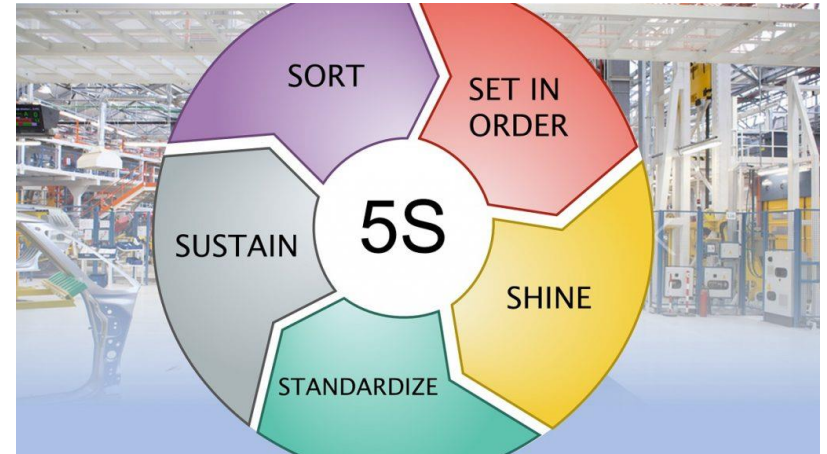 SORT
SET IN
ORDER
5S
SUSTAIN
SHINE
STANDARDIZE